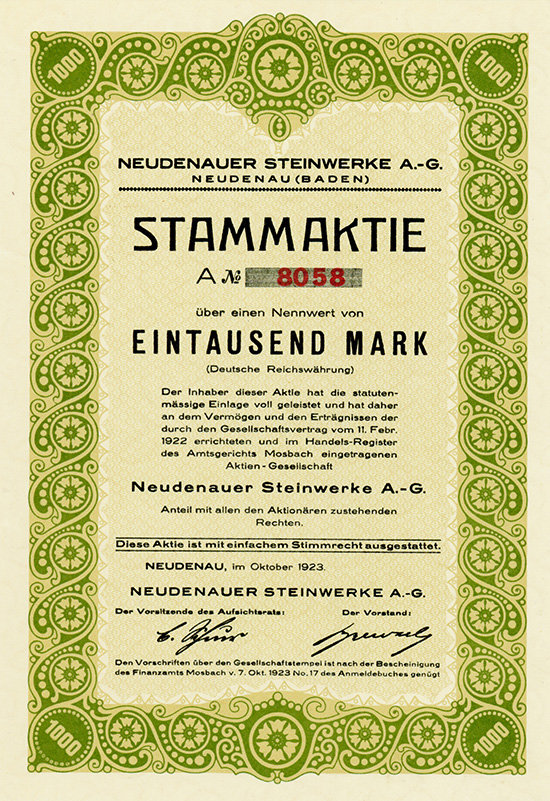 1000 1000
NEUDENAUER STEINWERKE A.-G.
NEUDENAU (BADEN)
STAMMAKTIE
A No 8058
über einen Nennwert von
EINTAUSEND MARK
(Deutsche Reichswährung)
Der Inhaber dieser Aktie hat die statuten-
mässige Einlage voll geleistet und hat daher
an dem Vermögen und den Erträgnissen der
durch den Gesellschaftsvertrag vom 11. Febr.
1922 errichteten und im Handels-Register
des Amtsgerichts Mosbach eingetragenen
Aktien-Gesellschaft
Neudenauer Steinwerke A.-G.
Anteil mit allen den Aktionären zustehenden
Rechten.
Diese Aktie ist mit einfachem Stimmrecht ausgestattet.
NEUDENAU, im Oktober 1923.
NEUDENAUER STEINWERKE A.-G.
Der Vorsitzende des Aufsichtsrats: Der Vorstand:
Den Vorschriften über den Gesellschaftstempel ist nach der Bescheinigung
des Finanzamts Mosbach v. 7. Okt. 1923 No. 17 des Anmeldebuches genügt
1000 1000